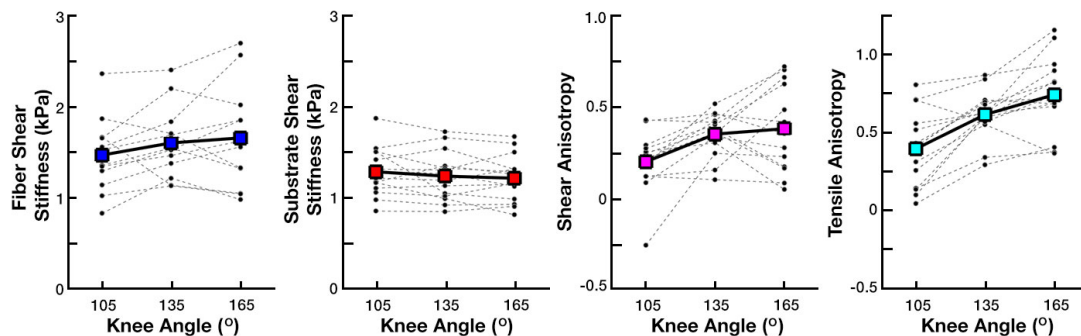 Fiber Shear
Stiffness (kPa)
3
2
1
0
105 135 165
Knee Angle (O)
Substrate Shear
Stiffness (kPa)
3
2
1
0
105 135 165
Knee Angle (O)
Shear Anisotropy
1
0.5
0
-0.5
105 135 165
Knee Angle (O)
Tensile Anisotropy
1.5
1.0
0.5
0
-0.5
105 135 165
Knee Angle (O)